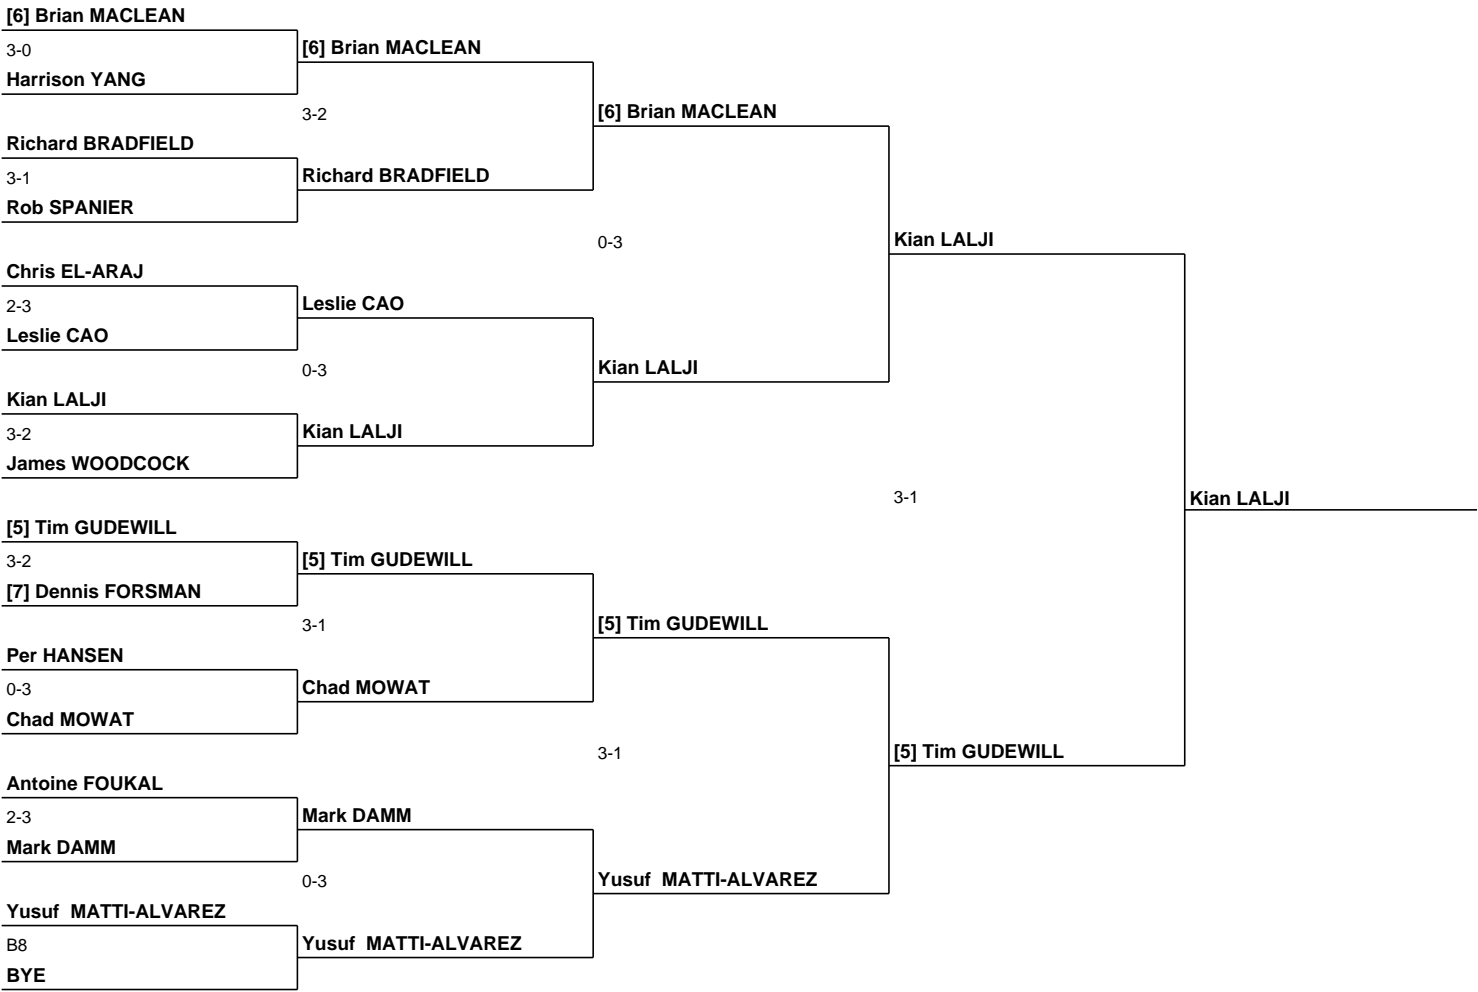 [6] Brian MACLEAN
3-0
Harrison YANG
Richard BRADFIELD
3-1
Rob SPANIER
Chris EL-ARAJ
2-3
Leslie CAO
Kian LALJI
3-2
James WOODCOCK
[5] Tim GUDEWILL
3-2
[7] Dennis FORSMAN
Per HANSEN
0-3
Chad MOWAT
Antoine FOUKAL
2-3
Mark DAMM
Yusuf  MATTI-ALVAREZ
B8
BYE
[6] Brian MACLEAN
3-2
Richard BRADFIELD
Leslie CAO
0-3
Kian LALJI
[5] Tim GUDEWILL
3-1
Chad MOWAT
Mark DAMM
0-3
Yusuf  MATTI-ALVAREZ
[6] Brian MACLEAN
0-3
Kian LALJI
[5] Tim GUDEWILL
3-1
Yusuf  MATTI-ALVAREZ
Kian LALJI
3-1
[5] Tim GUDEWILL
Kian LALJI